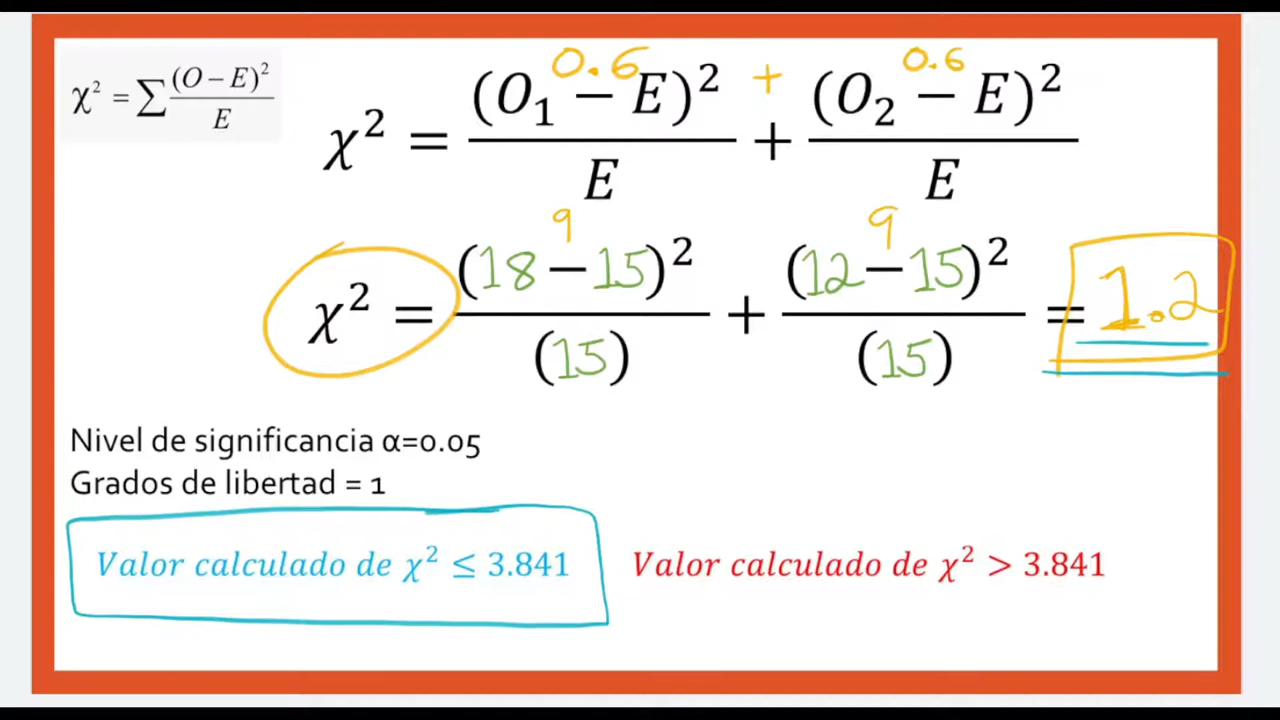 χ² = ∑ (O − E)² / E
0.6 + 0.6
χ² = (O₁ − E)² / E + (O₂ − E)² / E
9 9
χ² = (18 − 15)² / (15) + (12 − 15)² / (15) = 1.2
Nivel de significancia α=0.05
Grados de libertad = 1
Valor calculado de χ² ≤ 3.841
Valor calculado de χ² > 3.841